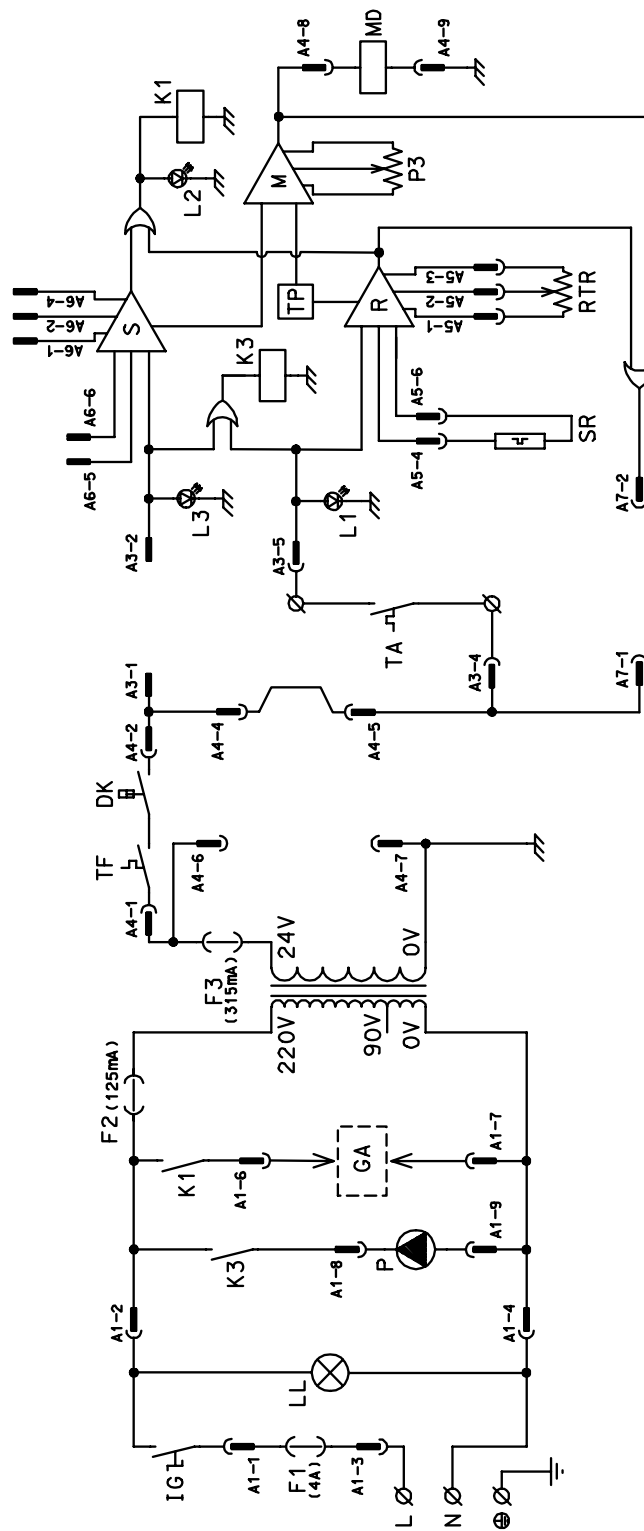 A6-1
A6-2
A6-4
A6-5
A6-6
S
K1
L2
A3-2
L3
K3
TF
DK
A4-1
A4-2
A3-1
F2 (125mA)
F3
(315mA)
A4-4
A4-6
A4-5
A4-7
IG
A1-2
K1
K3
A1-1
F1
(4A)
A1-3
LL
A1-8
P
A1-6
GA
220V
90V
0V
24V
0V
A3-5
L1
TA
A3-4
TP
R
M
P3
A4-8
MD
A4-9
A5-4
A5-6
SR
A5-1
A5-2
A5-3
RTR
L
N
A1-4
A1-9
A1-7
A7-1
A7-2